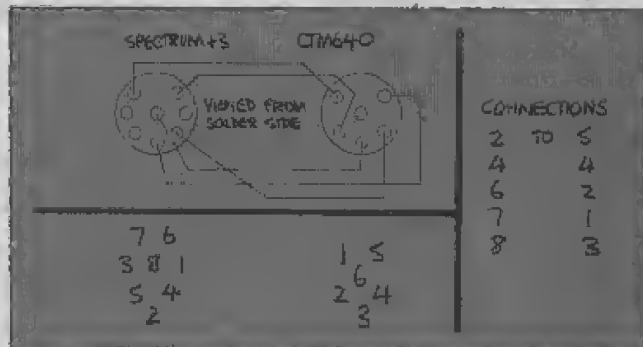 SPECTRUM+3 CTM640
VIEWED FROM
SOLDER SIDE
7 6
3 8 1
5 4
2
1 5
6
2 4
3
CONNECTIONS
2 TO 5
4 4
6 2
7 1
8 3